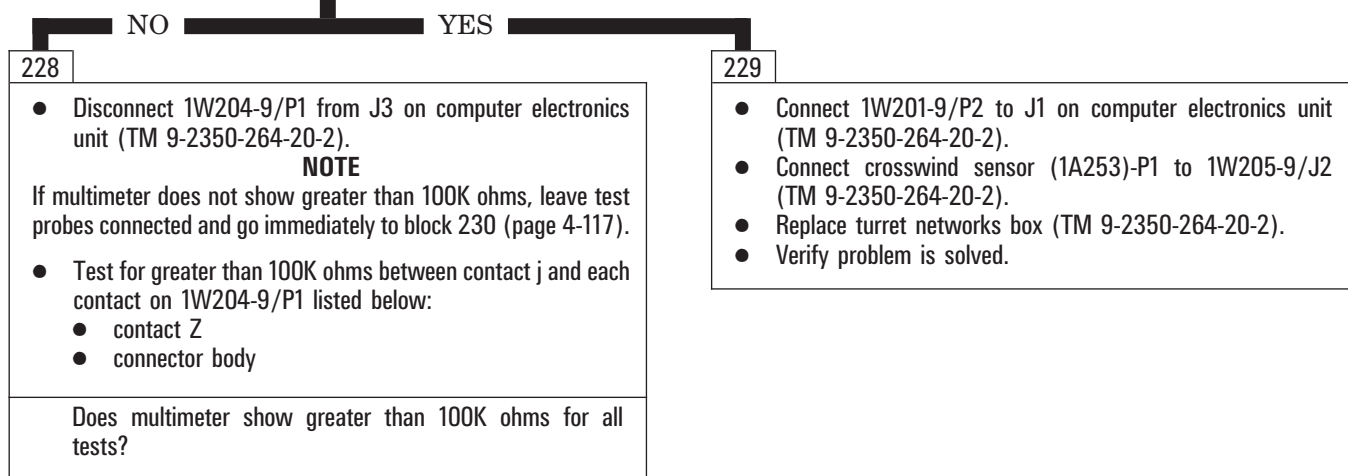 NO
YES
228
● Disconnect 1W204-9/P1 from J3 on computer electronics
unit (TM 9-2350-264-20-2).
NOTE
If multimeter does not show greater than 100K ohms, leave test
probes connected and go immediately to block 230 (page 4-117).
● Test for greater than 100K ohms between contact j and each
contact on 1W204-9/P1 listed below:
● contact Z
● connector body
Does multimeter show greater than 100K ohms for all
tests?
229
● Connect 1W201-9/P2 to J1 on computer electronics unit
(TM 9-2350-264-20-2).
● Connect crosswind sensor (1A253)-P1 to 1W205-9/J2
(TM 9-2350-264-20-2).
● Replace turret networks box (TM 9-2350-264-20-2).
● Verify problem is solved.